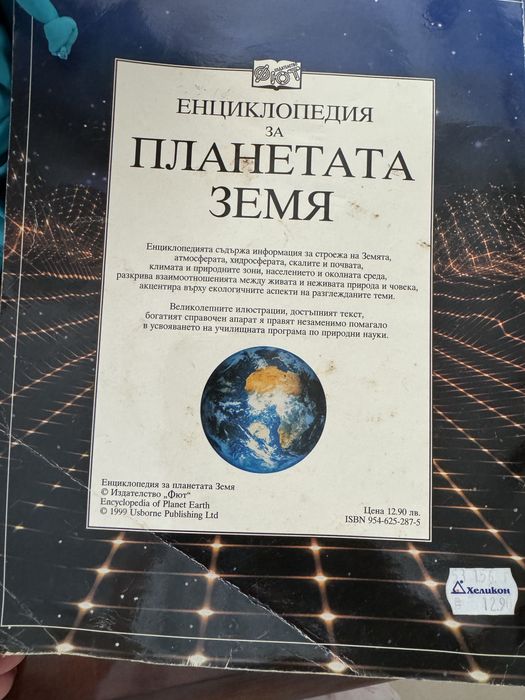 ИЗДАТЕЛСТВО
ФЮТ
ЕНЦИКЛОПЕДИЯ
ЗА
ПЛАНЕТАТА
ЗЕМЯ
Енциклопедията съдържа информация за строежа на Земята,
атмосферата, хидросферата, скалите и почвата,
климата и природните зони, населението и околната среда,
разкрива взаимоотношенията между живата и неживата природа и човека,
акцентира върху екологичните аспекти на разглежданите теми.
Великолепните илюстрации, достъпният текст,
богатият справочен апарат я правят незаменимо помагало
в усвояването на училищната програма по природни науки.
Енциклопедия за планетата Земя
© Издателство „Фют“
Encyclopedia of Planet Earth
© 1999 Usborne Publishing Ltd
Цена 12.90 лв.
ISBN 954-625-287-5
Хеликон
12.9